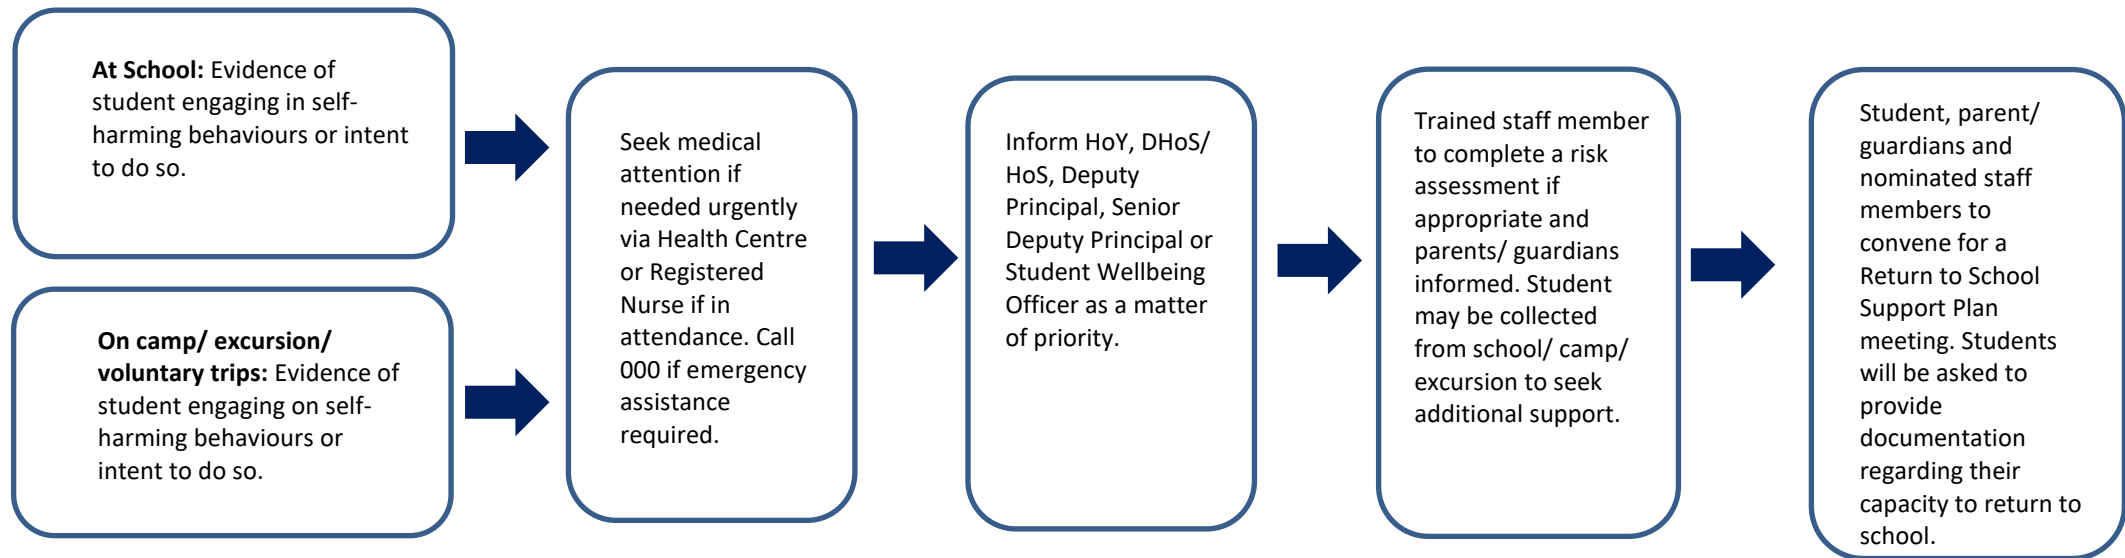 At School: Evidence of
student engaging in self-
harming behaviours or intent
to do so.
On camp/ excursion/
voluntary trips: Evidence of
student engaging on self-
harming behaviours or
intent to do so.
Seek medical
attention if
needed urgently
via Health Centre
or Registered
Nurse if in
attendance. Call
000 if emergency
assistance
required.
Inform HoY, DHoS/
HoS, Deputy
Principal, Senior
Deputy Principal or
Student Wellbeing
Officer as a matter
of priority.
Trained staff member
to complete a risk
assessment if
appropriate and
parents/ guardians
informed. Student
may be collected
from school/ camp/
excursion to seek
additional support.
Student, parent/
guardians and
nominated staff
members to
convene for a
Return to School
Support Plan
meeting. Students
will be asked to
provide
documentation
regarding their
capacity to return to
school.